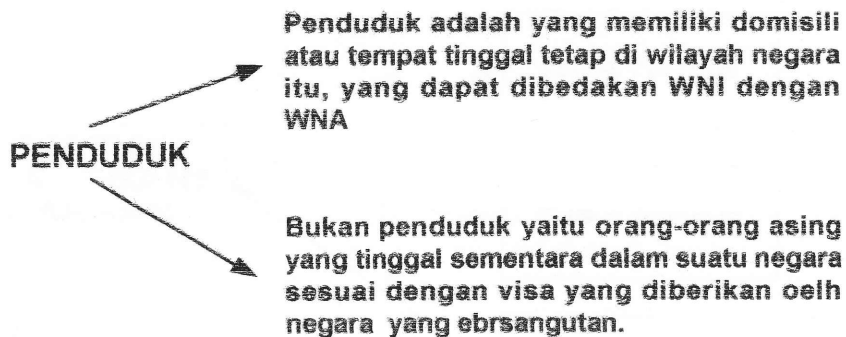 Penduduk adalah yang memiliki domisili
atau tempat tinggal tetap di wilayah negara
itu, yang dapat dibedakan WNI dengan
WNA
PENDUDUK
Bukan penduduk yaitu orang-orang asing
yang tinggal sementara dalam suatu negara
sesuai dengan visa yang diberikan oelh
negara yang ebrsangutan.